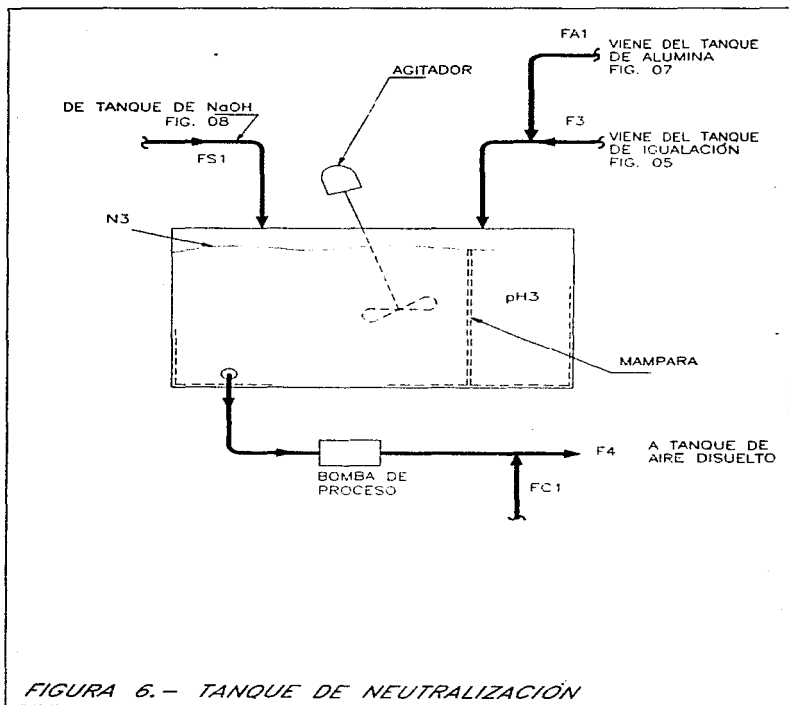 FA1
VIENE DEL TANQUE
DE ALUMINA
FIG. 07
AGITADOR
DE TANQUE DE NaOH
FIG. 08
FS1
F3
VIENE DEL TANQUE
DE IGUALACIÓN
FIG. 05
N3
pH3
MAMPARA
BOMBA DE
PROCESO
F4
A TANQUE DE
AIRE DISUELTO
FC1
FIGURA 6.- TANQUE DE NEUTRALIZACIÓN